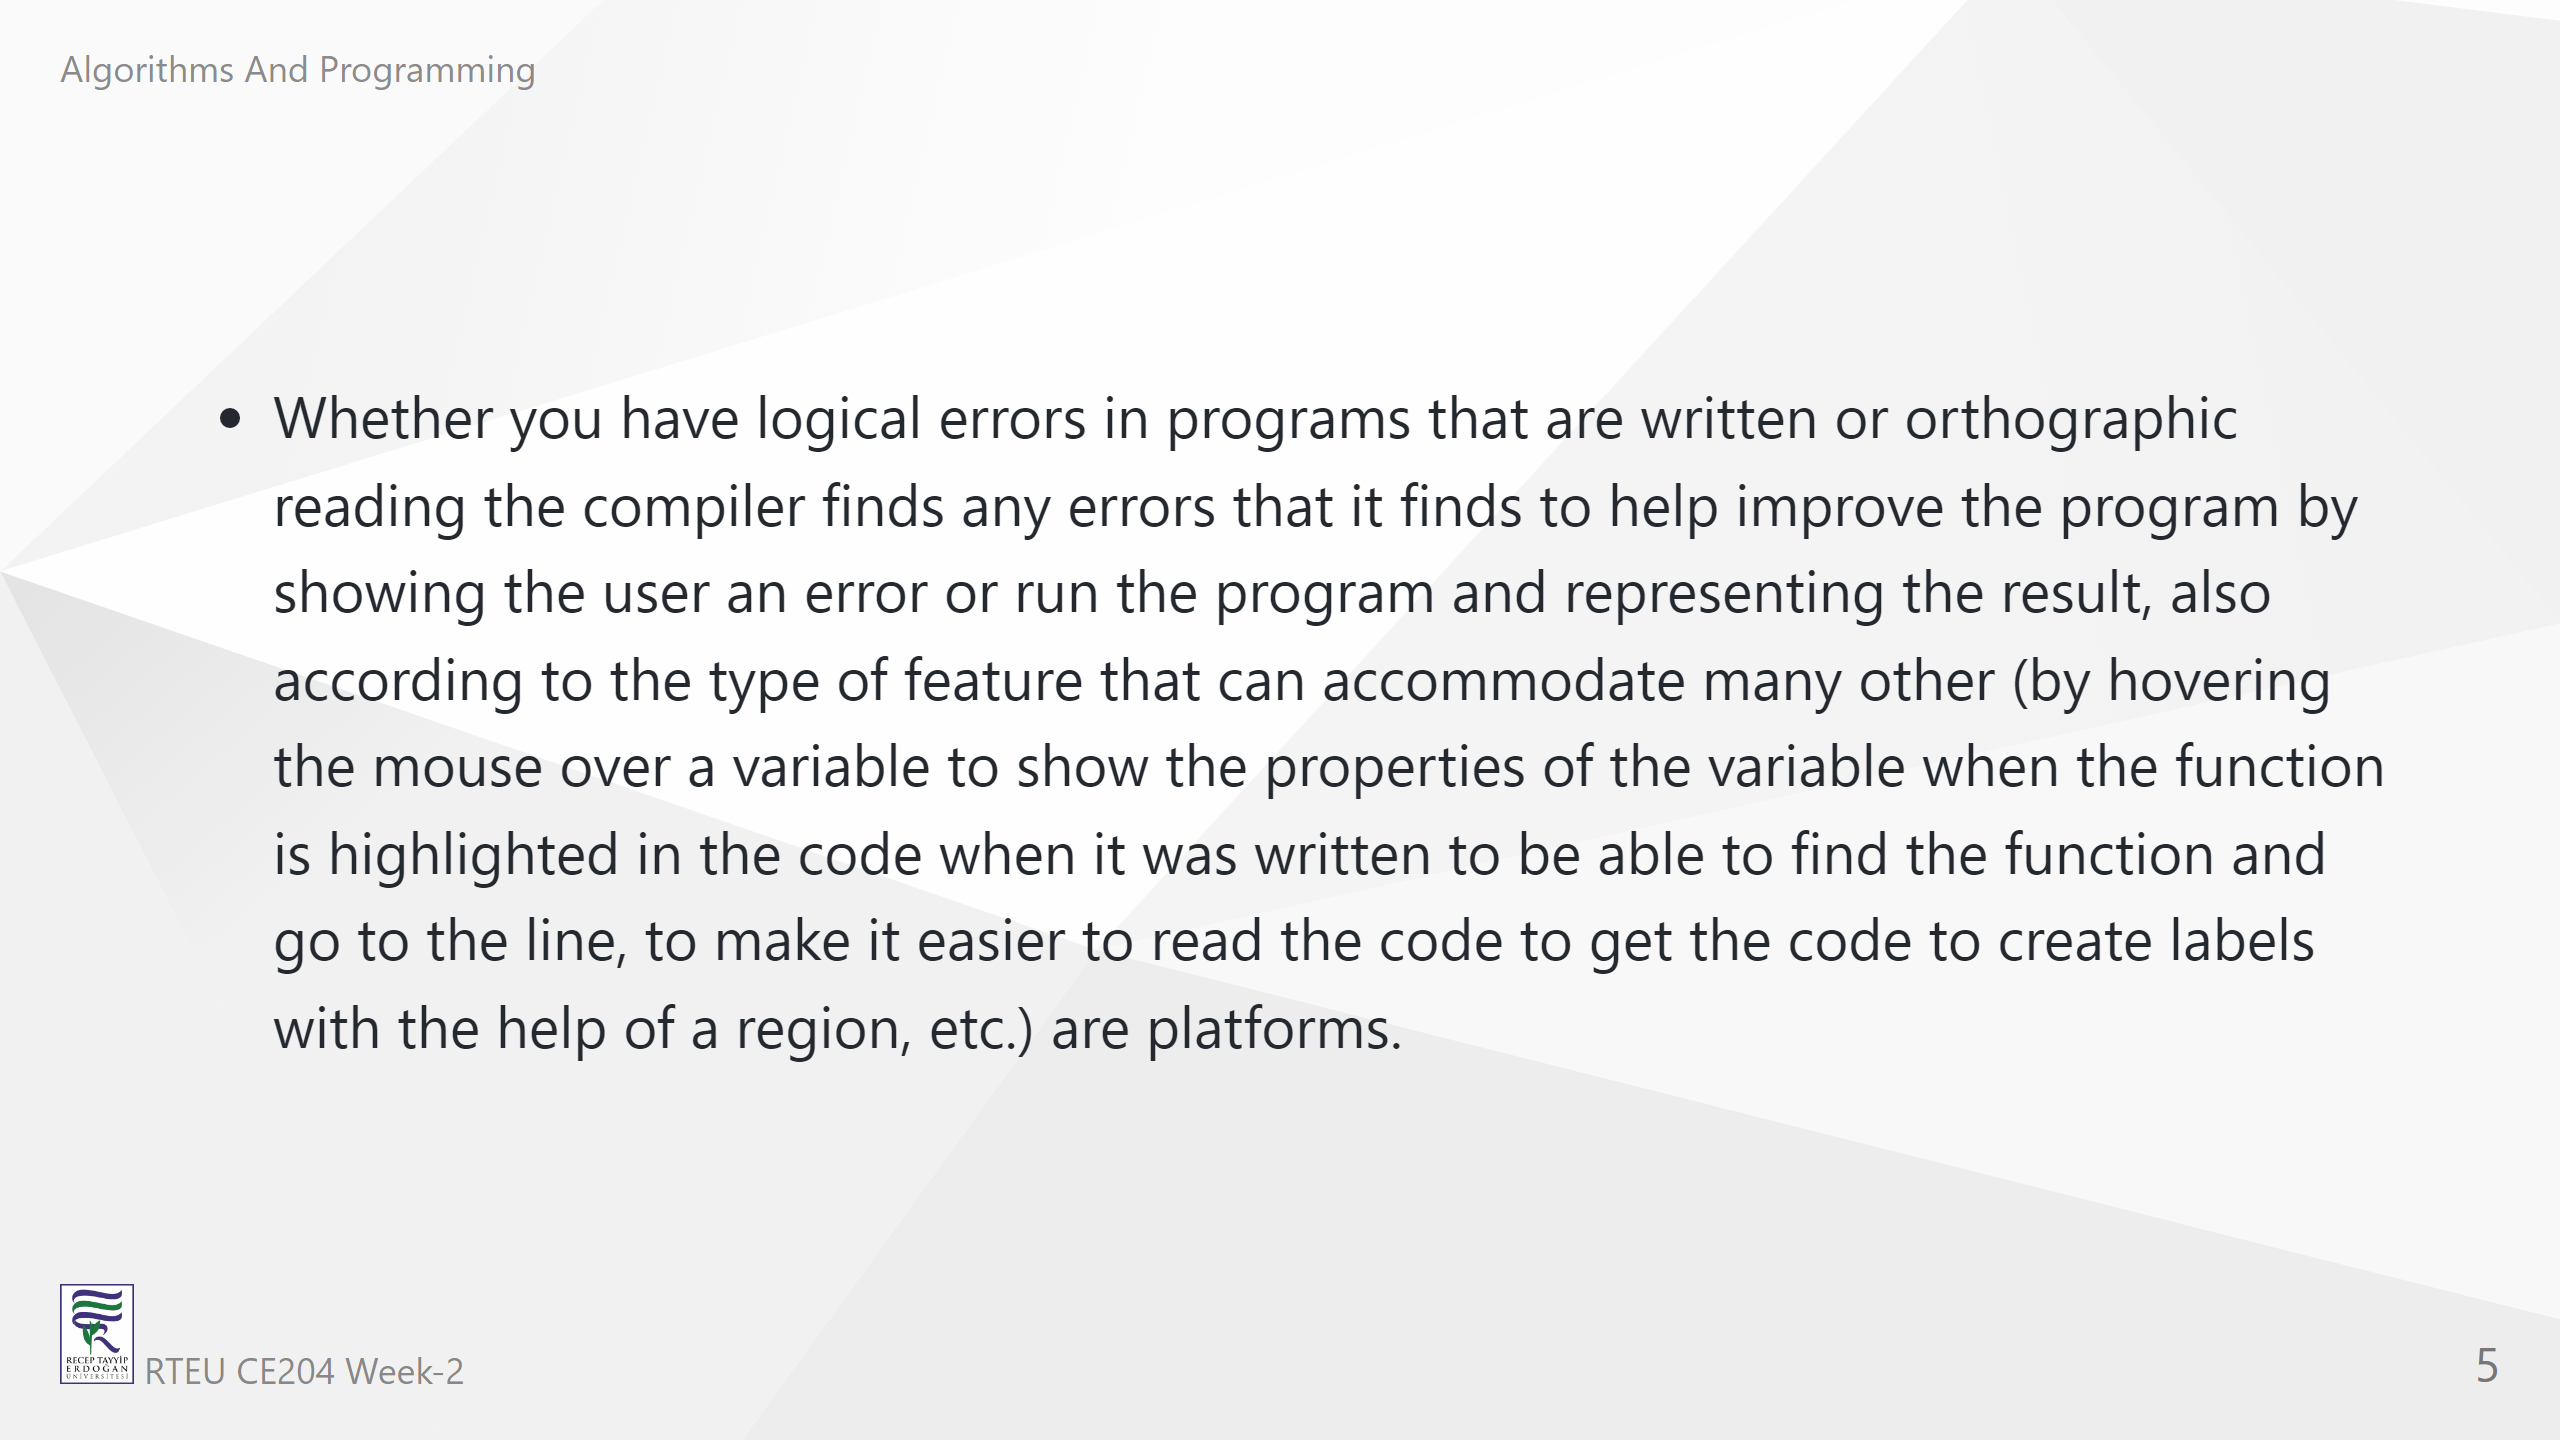 Algorithms And Programming
• Whether you have logical errors in programs that are written or orthographic
reading the compiler finds any errors that it finds to help improve the program by
showing the user an error or run the program and representing the result, also
according to the type of feature that can accommodate many other (by hovering
the mouse over a variable to show the properties of the variable when the function
is highlighted in the code when it was written to be able to find the function and
go to the line, to make it easier to read the code to get the code to create labels
with the help of a region, etc.) are platforms.
RECEP TAYYİP
ERDOĞAN
ÜNİVERSİTESİ
RTEU CE204 Week-2
5